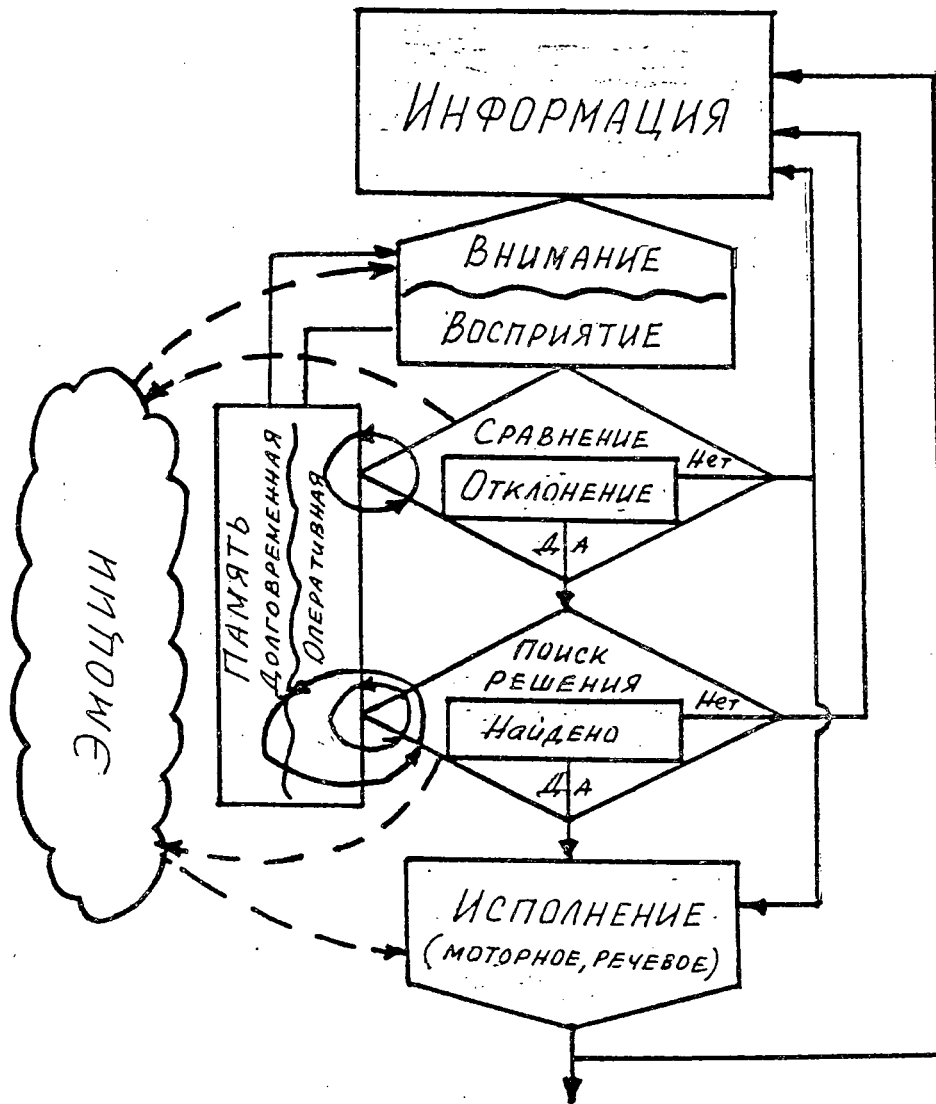 ИНФОРМАЦИЯ
ВНИМАНИЕ
ВОСПРИЯТИЕ
СРАВНЕНИЕ
Нет
ОТКЛОНЕНИЕ
ДА
ПАМЯТЬ
ДОЛГОВРЕМЕННАЯ
ОПЕРАТИВНАЯ
ЭМОЦИИ
ПОИСК
РЕШЕНИЯ
Нет
НАЙДЕНО
ДА
ИСПОЛНЕНИЕ
(МОТОРНОЕ, РЕЧЕВОЕ)